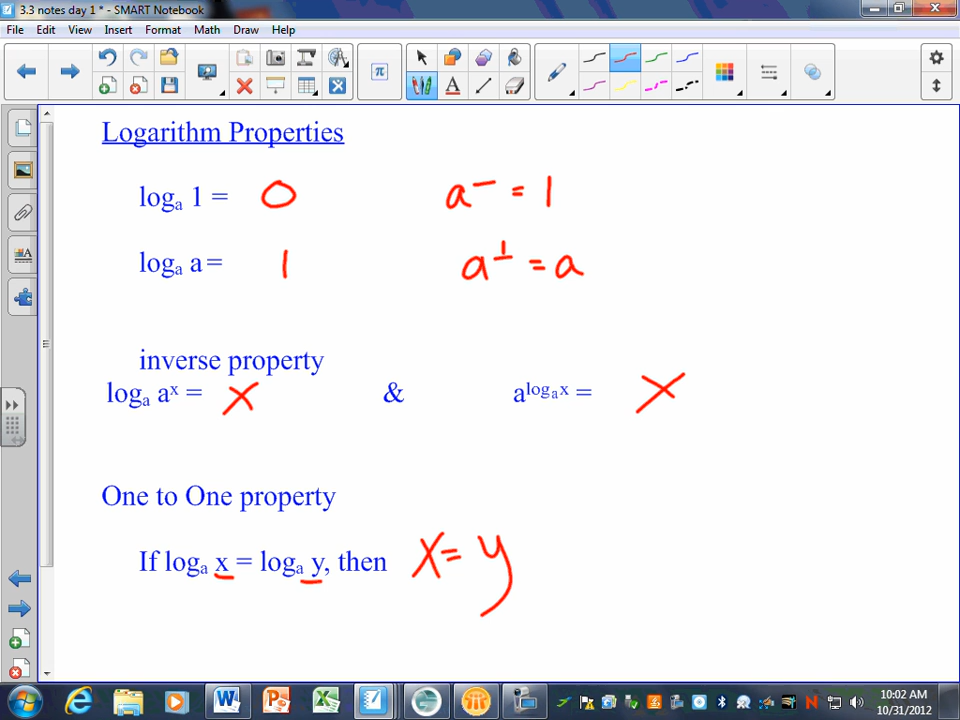 3.3 notes day 1 * - SMART Notebook
File Edit View Insert Format Math Draw Help
Logarithm Properties
logₐ 1 = 0 a⁻ = 1
logₐ a = 1 a¹ = a
inverse property
logₐ aˣ = x & a^(logₐx) = x
One to One property
If logₐ x = logₐ y, then x = y
10:02 AM
10/31/2012